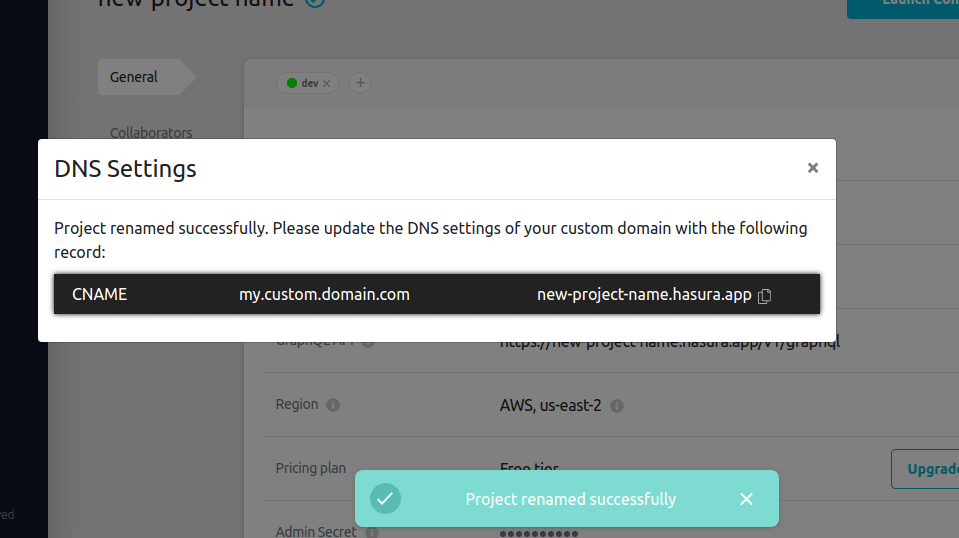 new-project-name
Launch Con
General
dev
Collaborators
DNS Settings
Project renamed successfully. Please update the DNS settings of your custom domain with the following
record:
CNAME my.custom.domain.com new-project-name.hasura.app
GraphQL API https://new-project-name.hasura.app/v1/graphql
Region AWS, us-east-2
Pricing plan Free tier
Upgrade
Project renamed successfully
Admin Secret